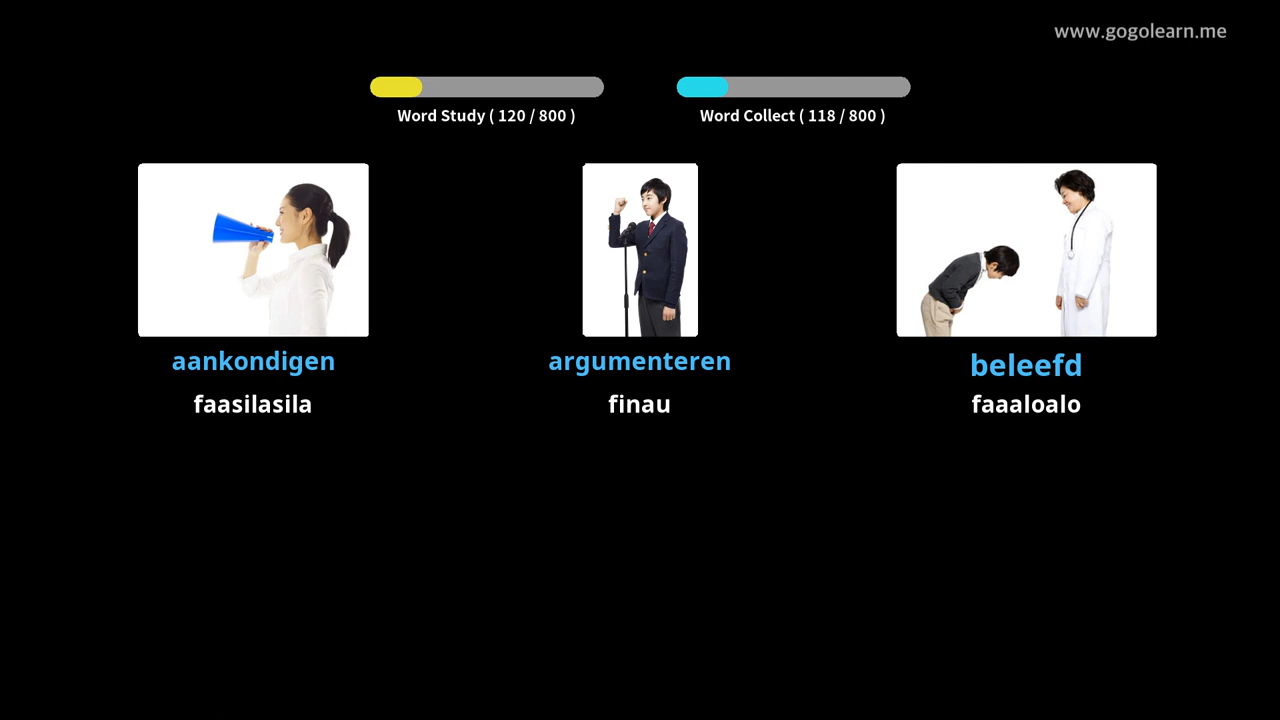 www.gogolearn.me
Word Study ( 120 / 800 )
Word Collect ( 118 / 800 )
aankondigen
argumenteren
beleefd
faasilasila
finau
faaaloalo